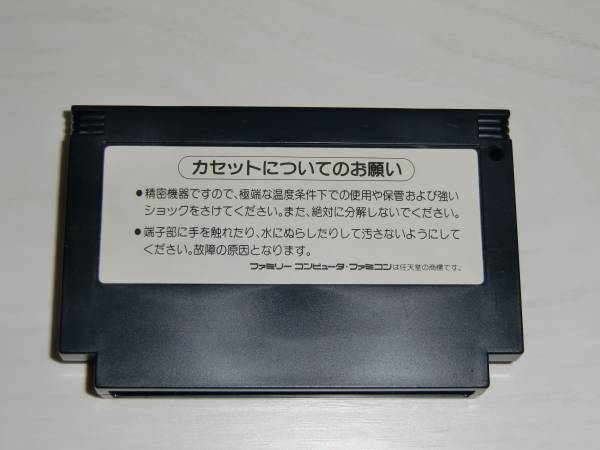 カセットについてのお願い
●精密機器ですので、極端な温度条件下での使用や保管および強い
ショックをさけてください。また、絶対に分解しないでください。
●端子部に手を触れたり、水にぬらしたりして汚さないようにして
ください。故障の原因となります。
ファミリー コンピュータ・ファミコンは任天堂の商標です。